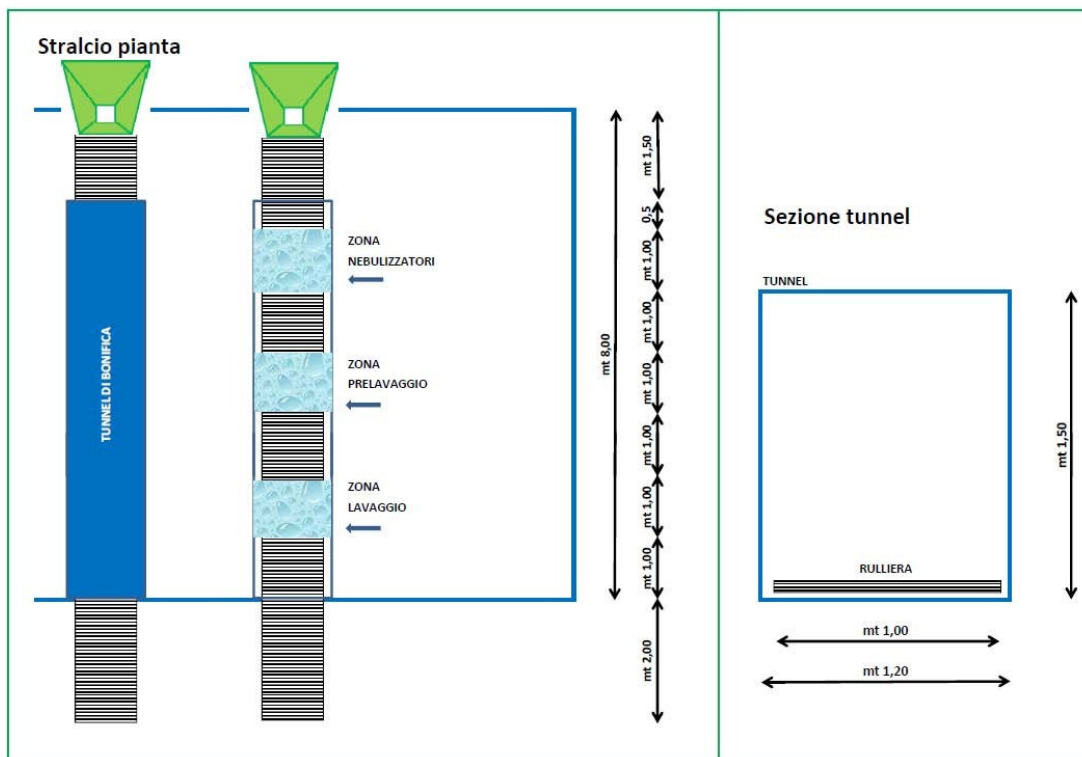 Stralcio pianta
TUNNEL DI BONIFICA
ZONA
NEBULIZZATORI
ZONA
PRELAVAGGIO
ZONA
LAVAGGIO
mt 8,00
mt 1,50
0,5
mt 1,00
mt 1,00
mt 1,00
mt 1,00
mt 1,00
mt 1,00
mt 2,00
Sezione tunnel
TUNNEL
RULLIERA
mt 1,50
mt 1,00
mt 1,20